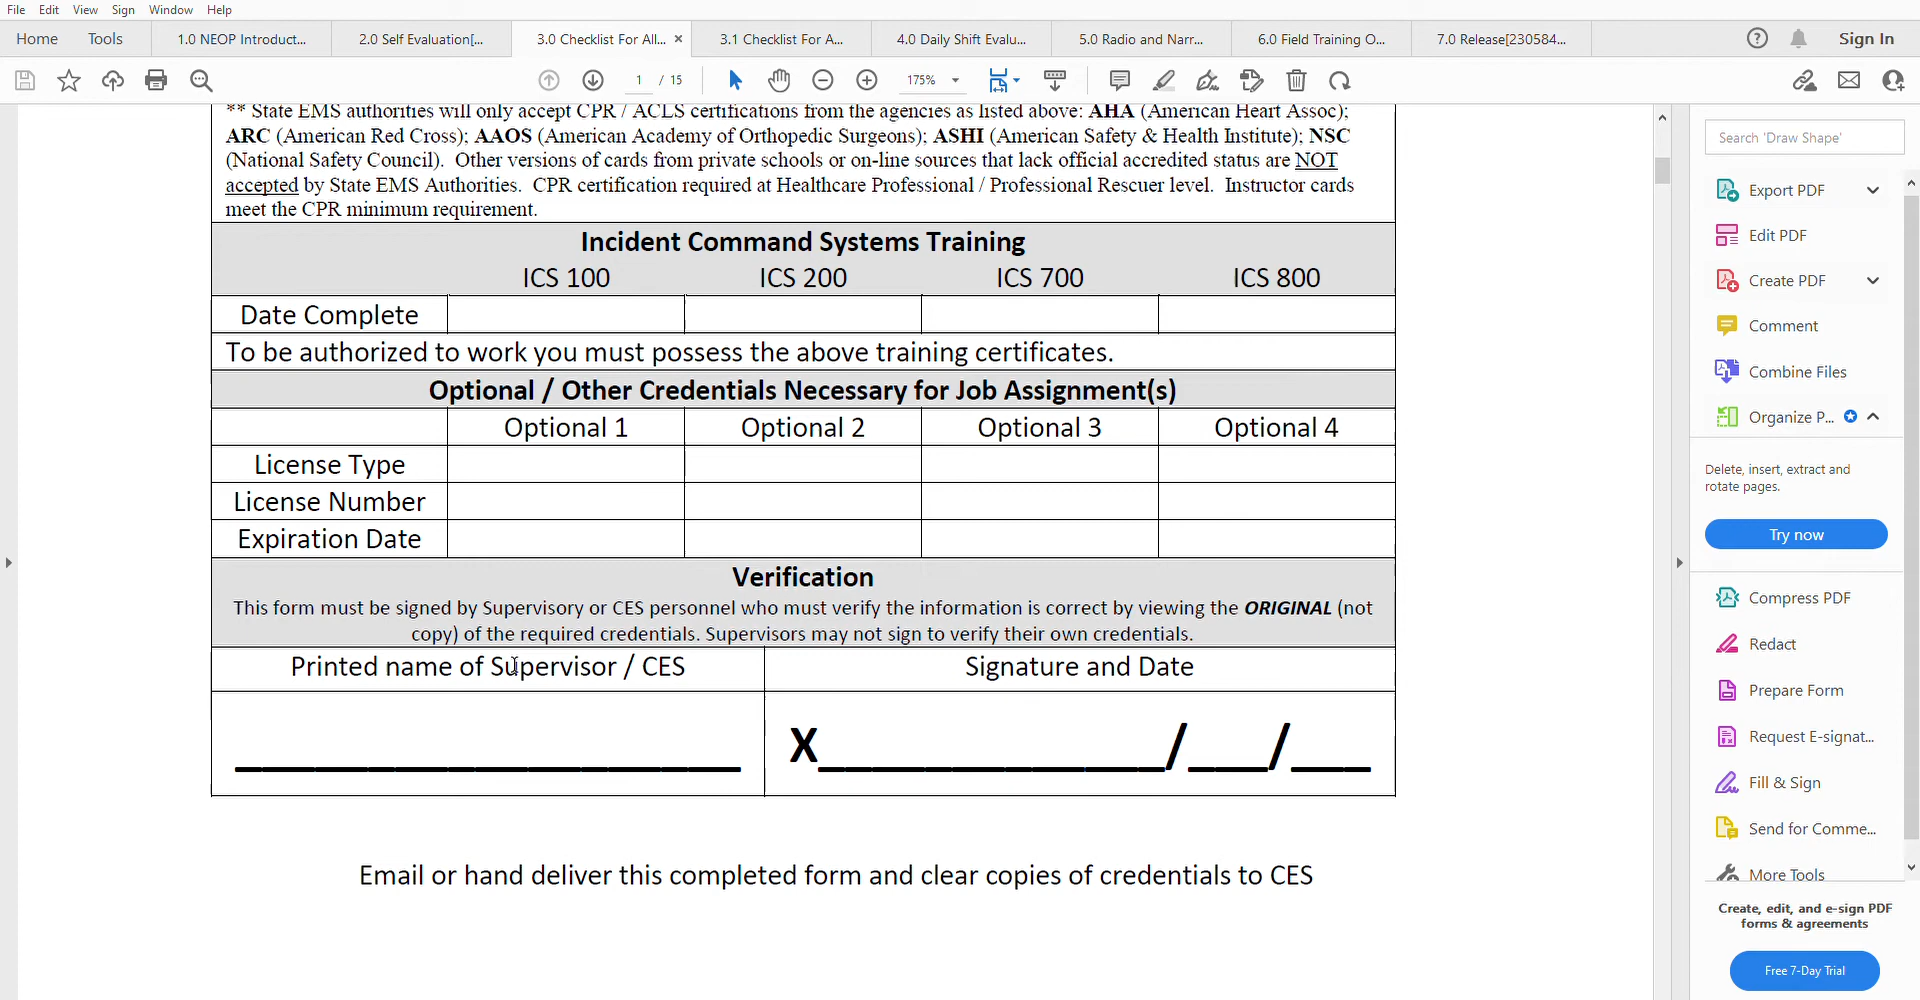 File Edit View Sign Window Help
Home Tools 1.0 NEOP Introduct... 2.0 Self Evaluation[... 3.0 Checklist For All... × 3.1 Checklist For A... 4.0 Daily Shift Evalu... 5.0 Radio and Narr... 6.0 Field Training O... 7.0 Release[230584... Sign In
1 / 15 175%
** State EMS authorities will only accept CPR / ACLS certifications from the agencies as listed above: AHA (American Heart Assoc);
ARC (American Red Cross); AAOS (American Academy of Orthopedic Surgeons); ASHI (American Safety & Health Institute); NSC
(National Safety Council). Other versions of cards from private schools or on-line sources that lack official accredited status are NOT
accepted by State EMS Authorities. CPR certification required at Healthcare Professional / Professional Rescuer level. Instructor cards
meet the CPR minimum requirement.
Incident Command Systems Training
ICS 100 ICS 200 ICS 700 ICS 800
Date Complete
To be authorized to work you must possess the above training certificates.
Optional / Other Credentials Necessary for Job Assignment(s)
Optional 1 Optional 2 Optional 3 Optional 4
License Type
License Number
Expiration Date
Verification
This form must be signed by Supervisory or CES personnel who must verify the information is correct by viewing the ORIGINAL (not
copy) of the required credentials. Supervisors may not sign to verify their own credentials.
Printed name of Supervisor / CES Signature and Date
___________________ X_____________/___/___
Email or hand deliver this completed form and clear copies of credentials to CES
Search 'Draw Shape'
Export PDF
Edit PDF
Create PDF
Comment
Combine Files
Organize P...
Delete, insert, extract and
rotate pages.
Try now
Compress PDF
Redact
Prepare Form
Request E-signat...
Fill & Sign
Send for Comme...
More Tools
Create, edit, and e-sign PDF
forms & agreements
Free 7-Day Trial